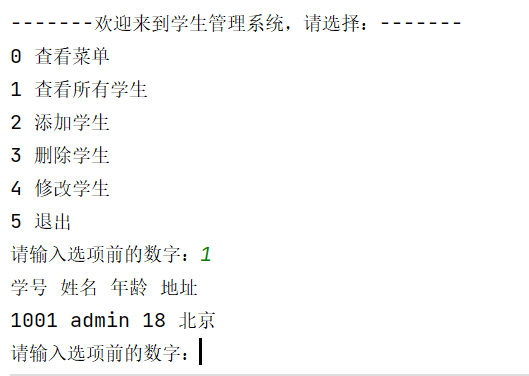 -------欢迎来到学生管理系统，请选择：-------
0 查看菜单
1 查看所有学生
2 添加学生
3 删除学生
4 修改学生
5 退出
请输入选项前的数字：1
学号 姓名 年龄 地址
1001 admin 18 北京
请输入选项前的数字：